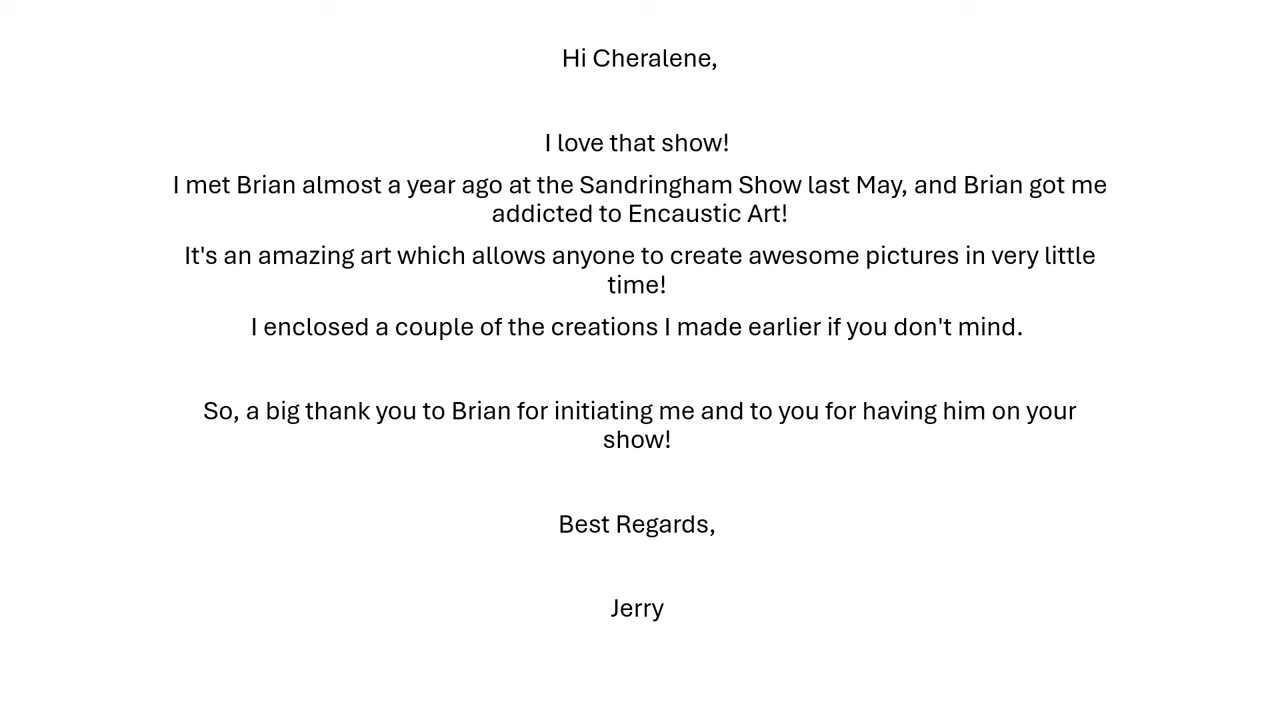 Hi Cheralene,
I love that show!
I met Brian almost a year ago at the Sandringham Show last May, and Brian got me
addicted to Encaustic Art!
It's an amazing art which allows anyone to create awesome pictures in very little
time!
I enclosed a couple of the creations I made earlier if you don't mind.
So, a big thank you to Brian for initiating me and to you for having him on your
show!
Best Regards,
Jerry